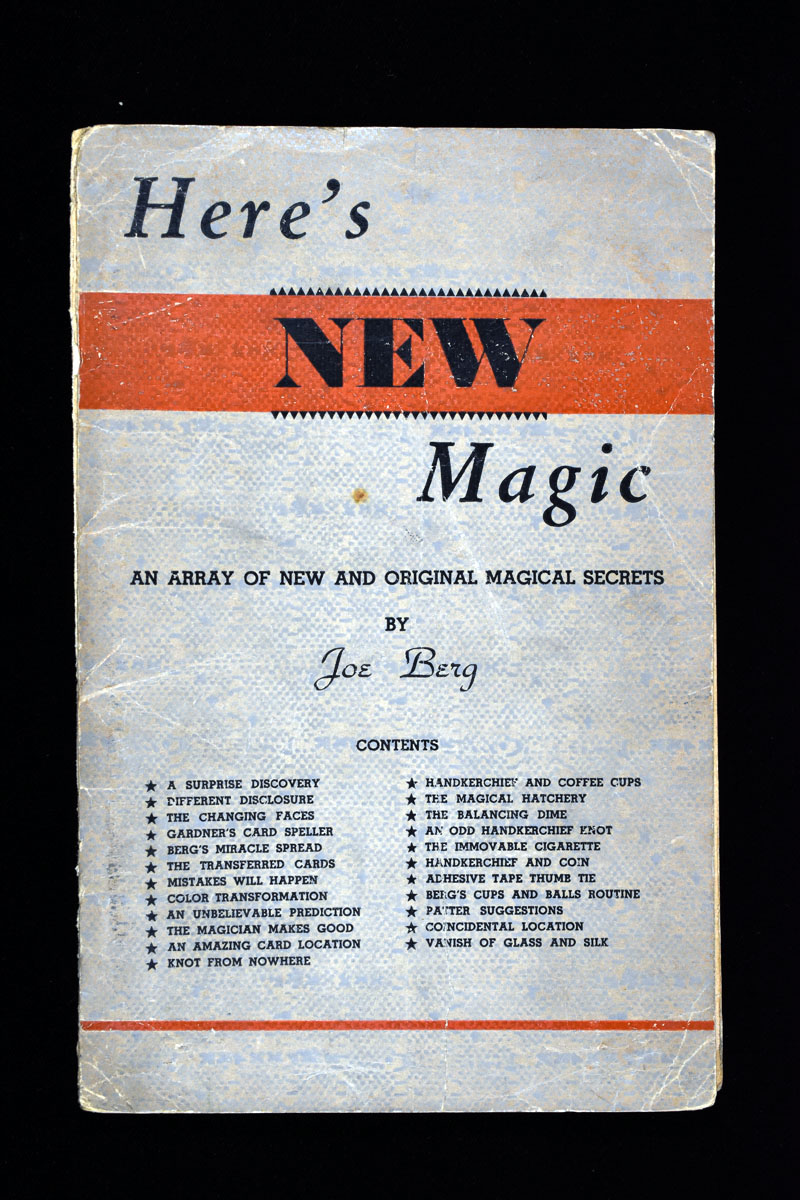 Here's
NEW
Magic
AN ARRAY OF NEW AND ORIGINAL MAGICAL SECRETS
BY
Joe Berg
CONTENTS
★ A SURPRISE DISCOVERY
★ DIFFERENT DISCLOSURE
★ THE CHANGING FACES
★ GARDNER'S CARD SPELLER
★ BERG'S MIRACLE SPREAD
★ THE TRANSFERRED CARDS
★ MISTAKES WILL HAPPEN
★ COLOR TRANSFORMATION
★ AN UNBELIEVABLE PREDICTION
★ THE MAGICIAN MAKES GOOD
★ AN AMAZING CARD LOCATION
★ KNOT FROM NOWHERE
★ HANDKERCHIEF AND COFFEE CUPS
★ THE MAGICAL HATCHERY
★ THE BALANCING DIME
★ AN ODD HANDKERCHIEF KNOT
★ THE IMMOVABLE CIGARETTE
★ HANDKERCHIEF AND COIN
★ ADHESIVE TAPE THUMB TIE
★ BERG'S CUPS AND BALLS ROUTINE
★ PATTER SUGGESTIONS
★ COINCIDENTAL LOCATION
★ VANISH OF GLASS AND SILK